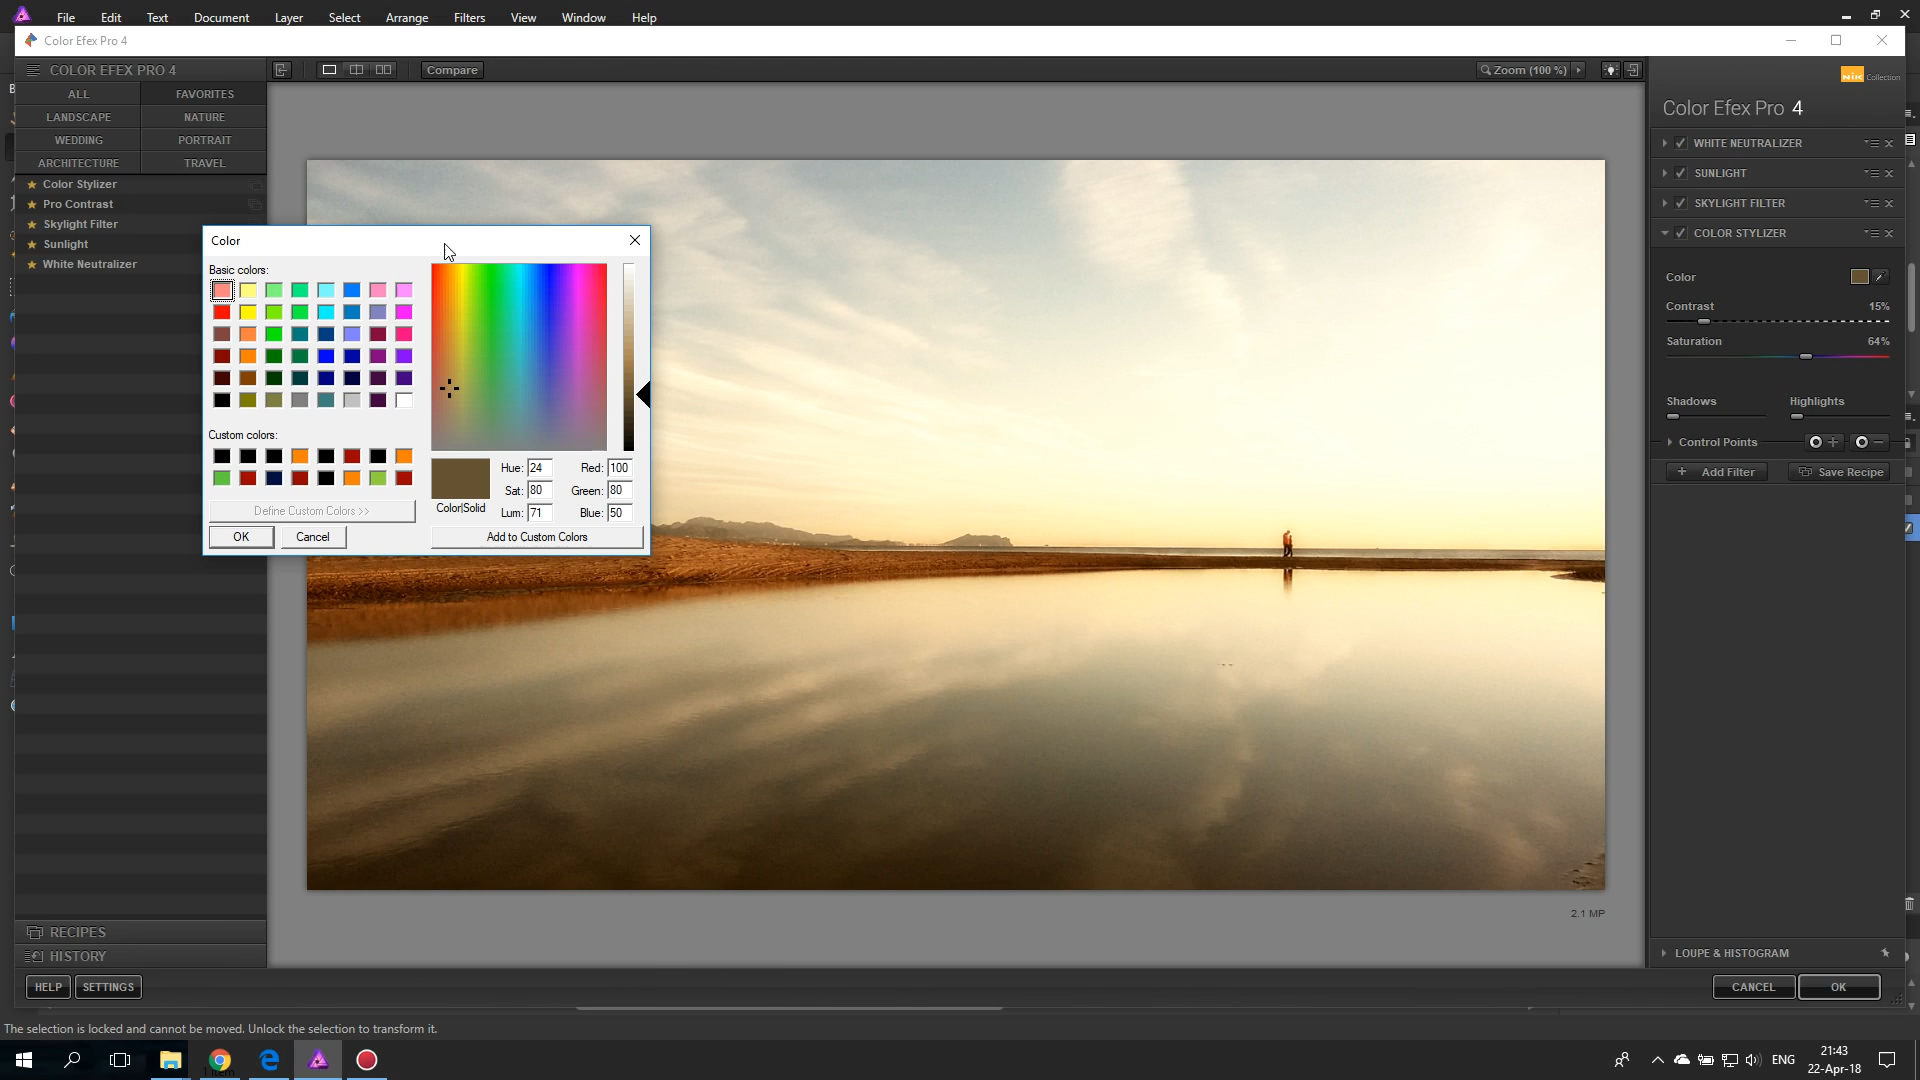 File Edit Text Document Layer Select Arrange Filters View Window Help
Color Efex Pro 4
COLOR EFEX PRO 4
Compare
Zoom (100 %)
Nik Collection
ALL FAVORITES
LANDSCAPE NATURE
WEDDING PORTRAIT
ARCHITECTURE TRAVEL
Color Stylizer
Pro Contrast
Skylight Filter
Sunlight
White Neutralizer
Color
Basic colors:
Custom colors:
Define Custom Colors >>
OK Cancel
Color|Solid
Hue: 24 Red: 100
Sat: 80 Green: 80
Lum: 71 Blue: 50
Add to Custom Colors
Color Efex Pro 4
WHITE NEUTRALIZER
SUNLIGHT
SKYLIGHT FILTER
COLOR STYLIZER
Color
Contrast 15%
Saturation 64%
Shadows Highlights
Control Points
Add Filter Save Recipe
2.1 MP
RECIPES
HISTORY
LOUPE & HISTOGRAM
HELP SETTINGS
CANCEL OK
The selection is locked and cannot be moved. Unlock the selection to transform it.
ENG
21:43
22-Apr-18